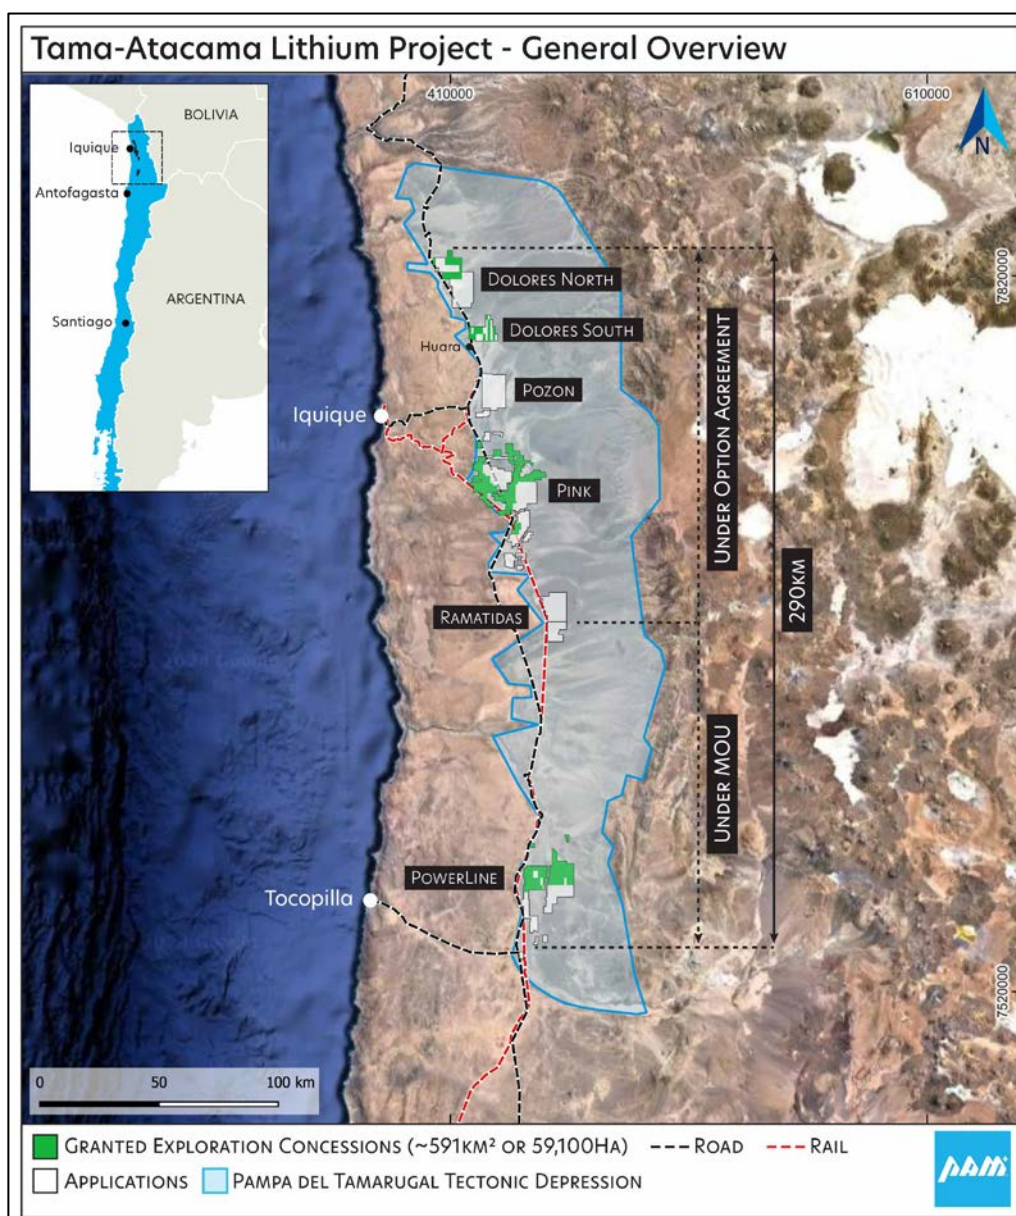 Tama-Atacama Lithium Project - General Overview
410000
610000
BOLIVIA
Iquique
Antofagasta
ARGENTINA
Santiago
N
7820000
DOLORES NORTH
DOLORES SOUTH
Huara
POZON
Iquique
PINK
UNDER OPTION AGREEMENT
290KM
RAMATIDAS
UNDER MOU
POWERLINE
Tocopilla
7520000
0 50 100 km
GRANTED EXPLORATION CONCESSIONS (~591KM² OR 59,100HA)
ROAD
RAIL
APPLICATIONS
PAMPA DEL TAMARUGAL TECTONIC DEPRESSION
PAM